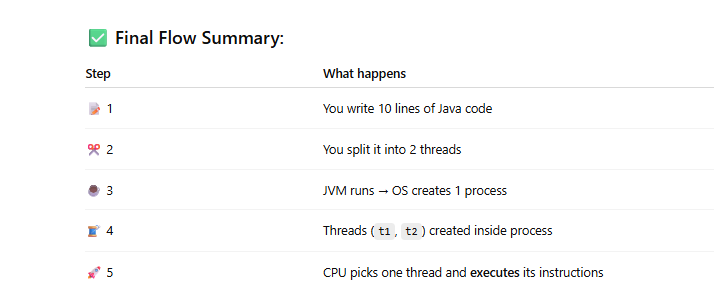 ✅ Final Flow Summary:
Step What happens
📝 1 You write 10 lines of Java code
✂️ 2 You split it into 2 threads
☕ 3 JVM runs → OS creates 1 process
🧵 4 Threads ( t1 , t2 ) created inside process
🚀 5 CPU picks one thread and executes its instructions